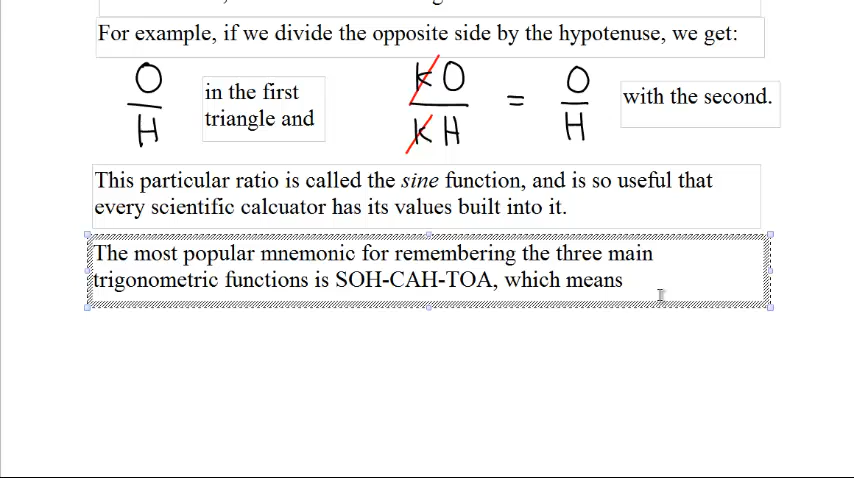 For example, if we divide the opposite side by the hypotenuse, we get:
O
H
in the first
triangle and
kO
kH
=
O
H
with the second.
This particular ratio is called the sine function, and is so useful that
every scientific calcuator has its values built into it.
The most popular mnemonic for remembering the three main
trigonometric functions is SOH-CAH-TOA, which means